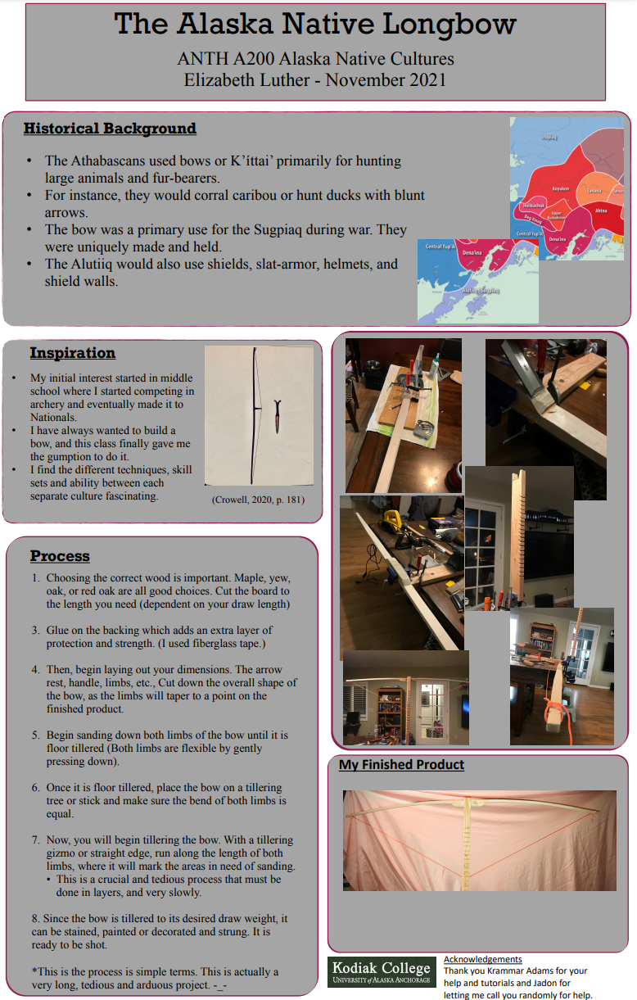 The Alaska Native Longbow
ANTH A200 Alaska Native Cultures
Elizabeth Luther - November 2021
Historical Background
• The Athabascans used bows or K’íttai’ primarily for hunting
large animals and fur-bearers.
• For instance, they would corral caribou or hunt ducks with blunt
arrows.
• The bow was a primary use for the Sugpiaq during war. They
were uniquely made and held.
• The Alutiiq would also use shields, slat-armor, helmets, and
shield walls.
Koyukon
Tanana
Holikachuk
Deg Xinag
Upper
Ahtna
Central Yup'ik
Dena'ina
Central Yup'ik
Dena'ina
Alutiiq/Sugpiaq
Inspiration
• My initial interest started in middle
school where I started competing in
archery and eventually made it to
Nationals.
• I have always wanted to build a
bow, and this class finally gave me
the gumption to do it.
• I find the different techniques, skill
sets and ability between each
separate culture fascinating.
(Crowell, 2020, p. 181)
Process
1. Choosing the correct wood is important. Maple, yew,
oak, or red oak are all good choices. Cut the board to
the length you need (dependent on your draw length)
3. Glue on the backing which adds an extra layer of
protection and strength. (I used fiberglass tape.)
4. Then, begin laying out your dimensions. The arrow
rest, handle, limbs, etc., Cut down the overall shape of
the bow, as the limbs will taper to a point on the
finished product.
5. Begin sanding down both limbs of the bow until it is
floor tillered (Both limbs are flexible by gently
pressing down).
6. Once it is floor tillered, place the bow on a tillering
tree or stick and make sure the bend of both limbs is
equal.
7. Now, you will begin tillering the bow. With a tillering
gizmo or straight edge, run along the length of both
limbs, where it will mark the areas in need of sanding.
• This is a crucial and tedious process that must be
done in layers, and very slowly.
8. Since the bow is tillered to its desired draw weight, it
can be stained, painted or decorated and strung. It is
ready to be shot.
*This is the process is simple terms. This is actually a
very long, tedious and arduous project. -_-
My Finished Product
Kodiak College
UNIVERSITY of ALASKA ANCHORAGE
Acknowledgements
Thank you Krammar Adams for your
help and tutorials and Jadon for
letting me call you randomly for help.